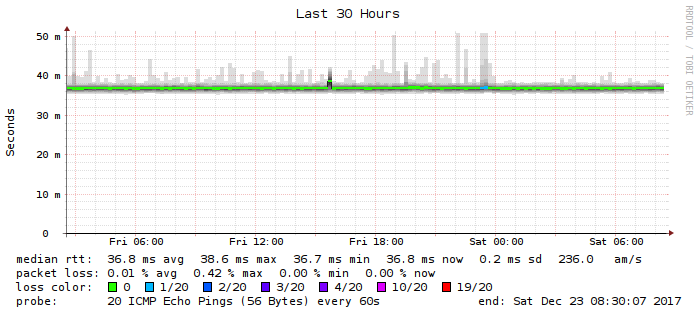 Last 30 Hours
RRDTOOL / TOBI OETIKER
Seconds
50 m
40 m
30 m
20 m
10 m
0
Fri 06:00 Fri 12:00 Fri 18:00 Sat 00:00 Sat 06:00
median rtt: 36.8 ms avg 38.6 ms max 36.7 ms min 36.8 ms now 0.2 ms sd 236.0 am/s
packet loss: 0.01 % avg 0.42 % max 0.00 % min 0.00 % now
loss color: 0 1/20 2/20 3/20 4/20 10/20 19/20
probe: 20 ICMP Echo Pings (56 Bytes) every 60s end: Sat Dec 23 08:30:07 2017